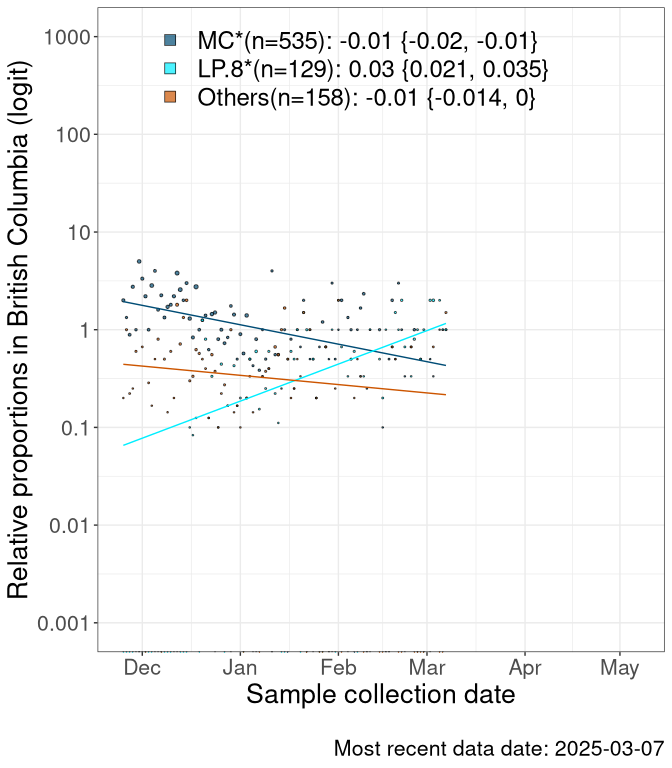 MC*(n=535): -0.01 {-0.02, -0.01}
LP.8*(n=129): 0.03 {0.021, 0.035}
Others(n=158): -0.01 {-0.014, 0}
Relative proportions in British Columbia (logit)
1000
100
10
1
0.1
0.01
0.001
Dec Jan Feb Mar Apr May
Sample collection date
Most recent data date: 2025-03-07